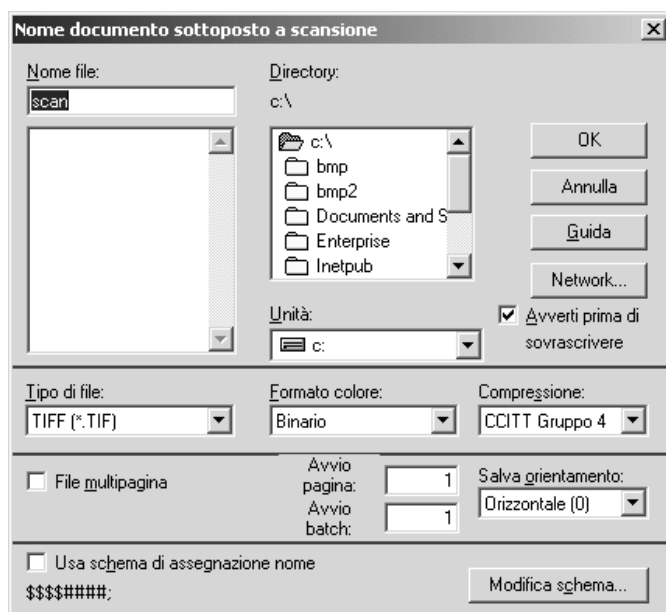 Nome documento sottoposto a scansione
Nome file:
scan
Directory:
c:\
c:\
bmp
bmp2
Documents and S
Enterprise
Inetpub
OK
Annulla
Guida
Network...
Unità:
c:
Avverti prima di
sovrascrivere
Tipo di file:
TIFF (*.TIF)
Formato colore:
Binario
Compressione:
CCITT Gruppo 4
File multipagina
Avvio
pagina:
1
Avvio
batch:
1
Salva orientamento:
Orizzontale (0)
Usa schema di assegnazione nome
$$$$####;
Modifica schema...